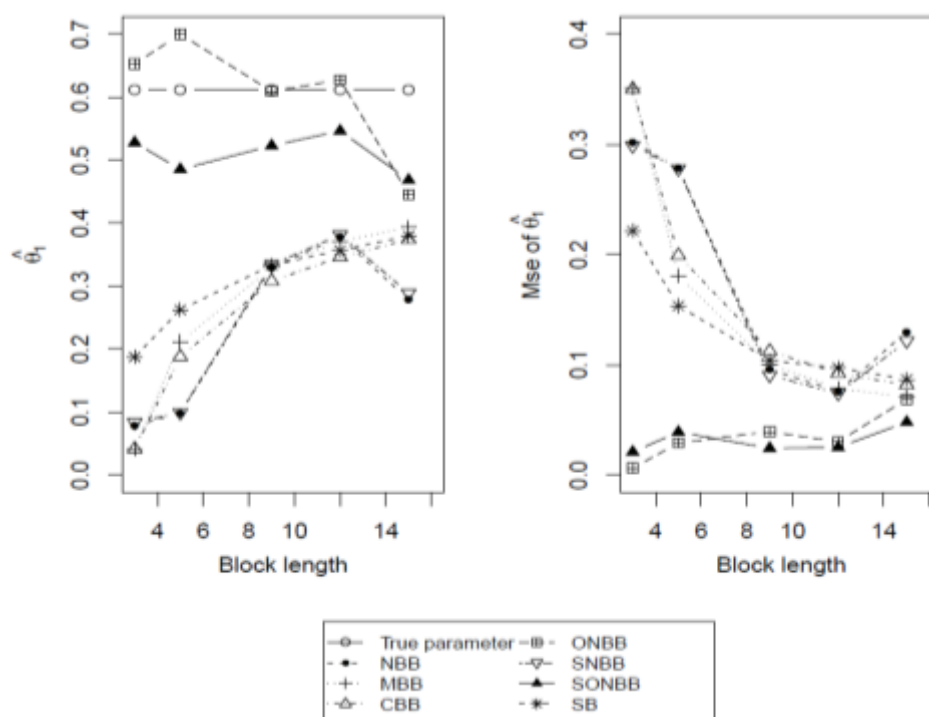 0.7
0.6
0.5
0.4
0.3
0.2
0.1
0.0
θ̂₁
4 6 8 10 12 14
Block length
0.4
0.3
0.2
0.1
0.0
Mse of θ̂₁
4 6 8 10 12 14
Block length
True parameter
NBB
MBB
CBB
ONBB
SNBB
SONBB
SB